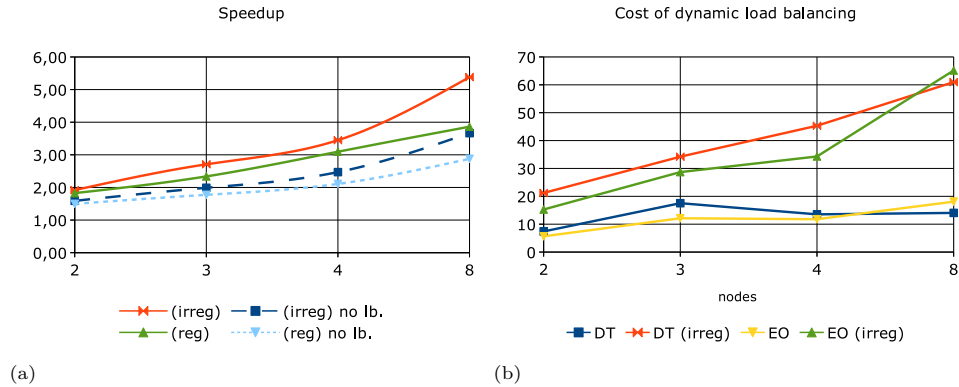 Speedup
6,00
5,00
4,00
3,00
2,00
1,00
0,00
2 3 4 8
(irreg) (irreg) no lb.
(reg) (reg) no lb.
(a)
Cost of dynamic load balancing
70
60
50
40
30
20
10
0
2 3 4 8
nodes
DT DT (irreg) EO EO (irreg)
(b)